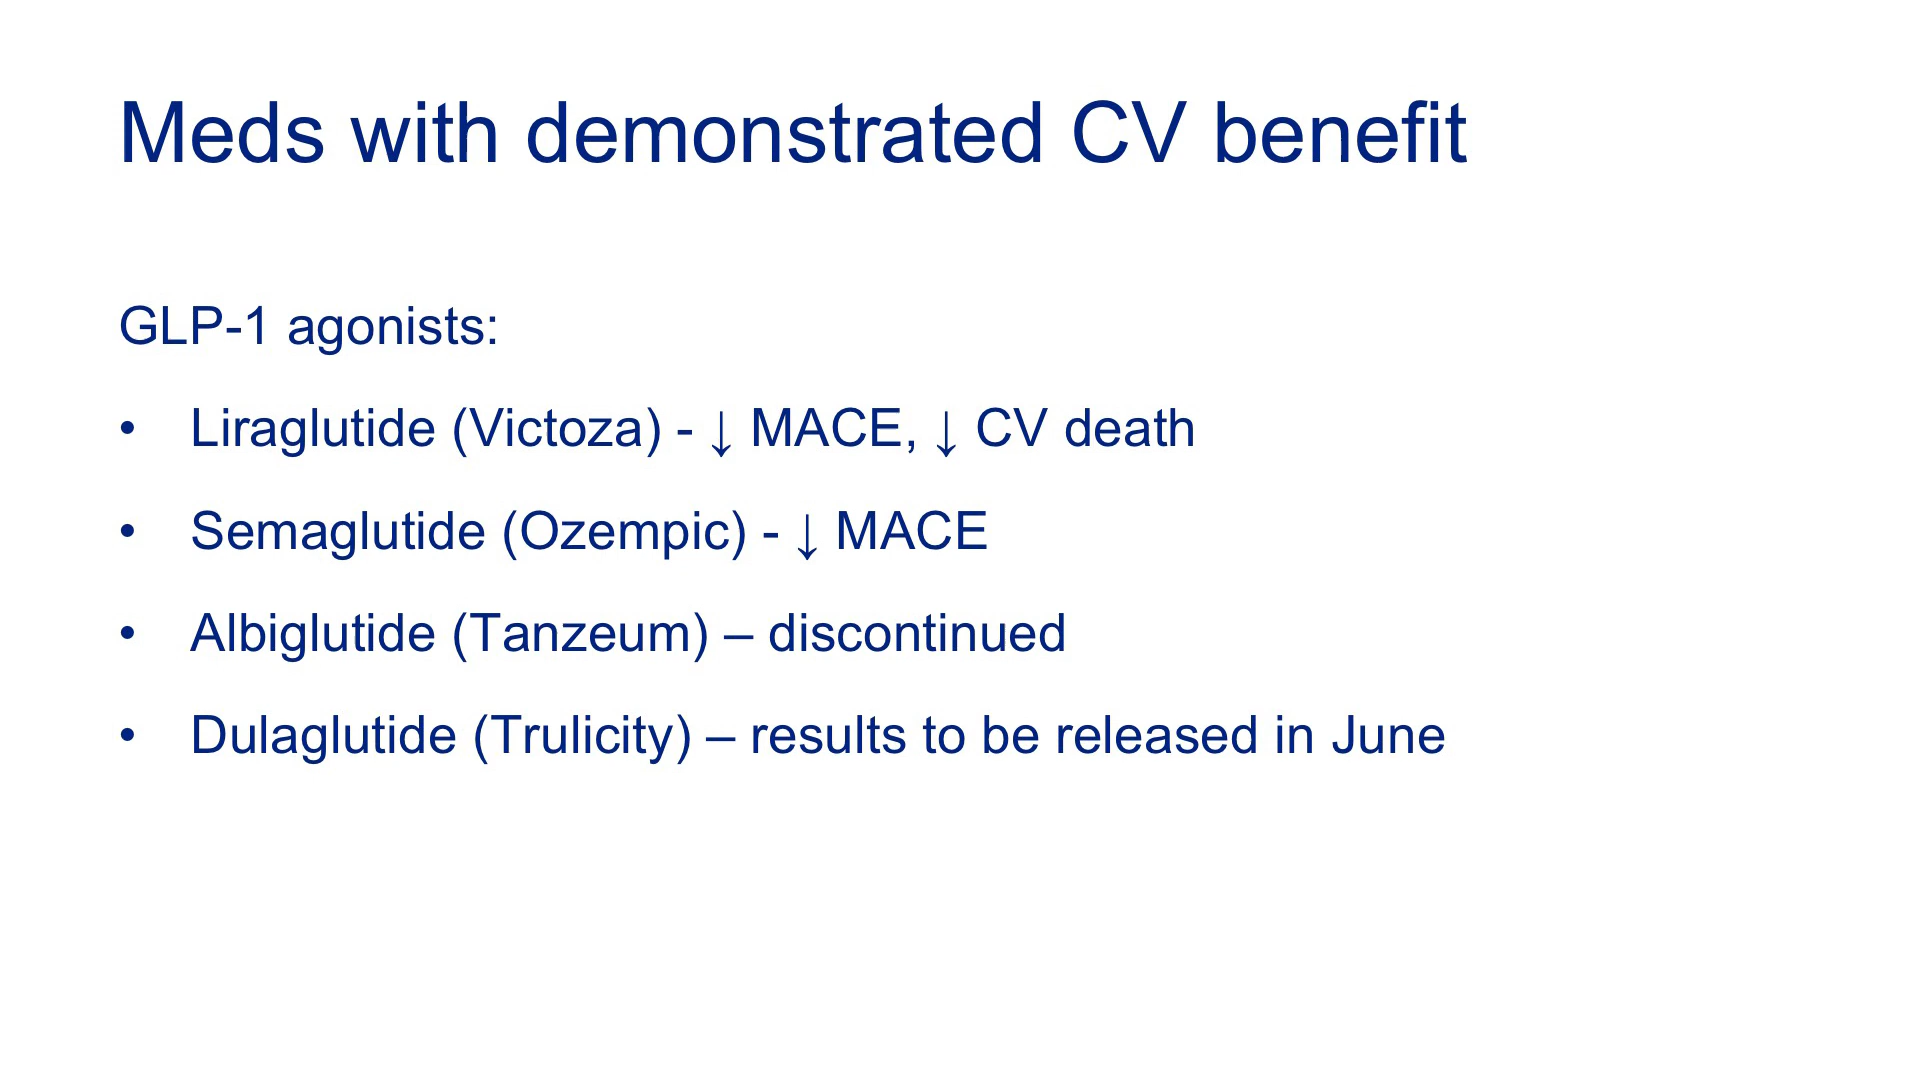 Meds with demonstrated CV benefit
GLP-1 agonists:
• Liraglutide (Victoza) - ↓ MACE, ↓ CV death
• Semaglutide (Ozempic) - ↓ MACE
• Albiglutide (Tanzeum) – discontinued
• Dulaglutide (Trulicity) – results to be released in June